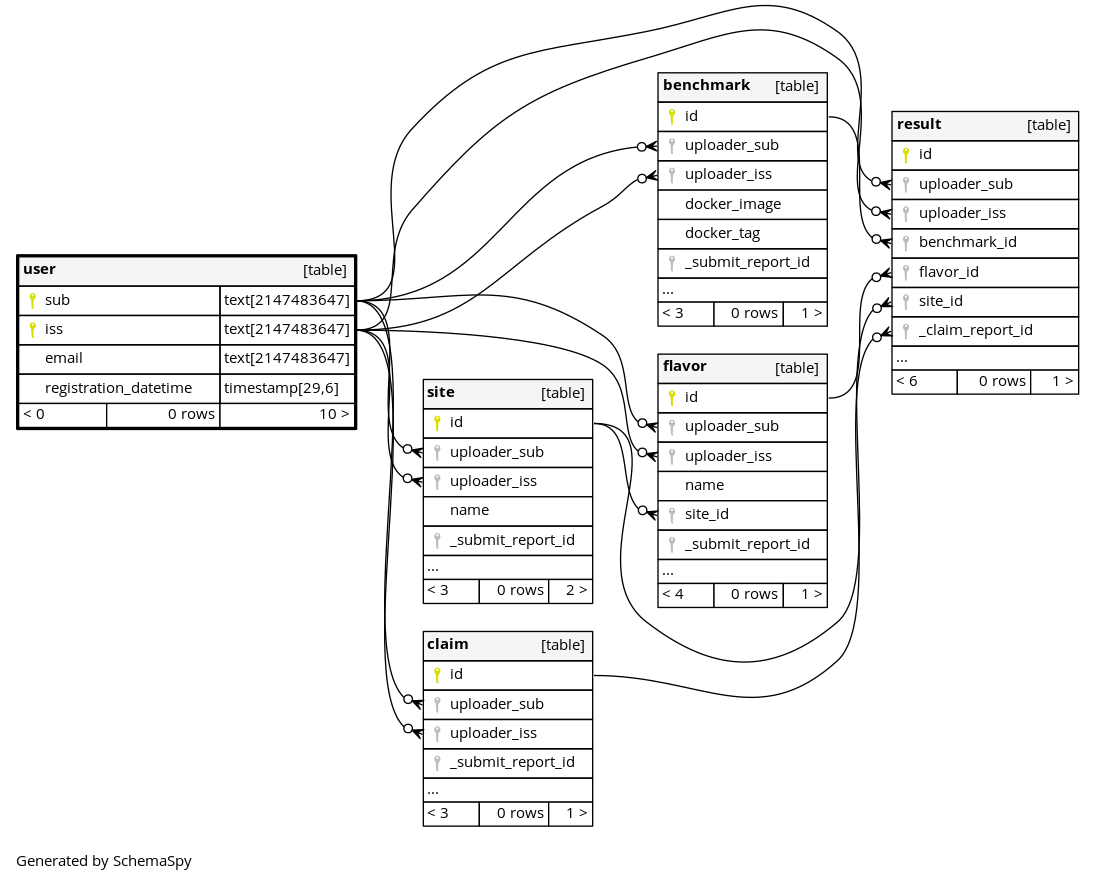 benchmark [table]
id
uploader_sub
uploader_iss
docker_image
docker_tag
_submit_report_id
...
< 3 0 rows 1 >
result [table]
id
uploader_sub
uploader_iss
benchmark_id
flavor_id
site_id
_claim_report_id
...
< 6 0 rows 1 >
user [table]
sub text[2147483647]
iss text[2147483647]
email text[2147483647]
registration_datetime timestamp[29,6]
< 0 0 rows 10 >
flavor [table]
id
uploader_sub
uploader_iss
name
site_id
_submit_report_id
...
< 4 0 rows 1 >
site [table]
id
uploader_sub
uploader_iss
name
_submit_report_id
...
< 3 0 rows 2 >
claim [table]
id
uploader_sub
uploader_iss
_submit_report_id
...
< 3 0 rows 1 >
Generated by SchemaSpy